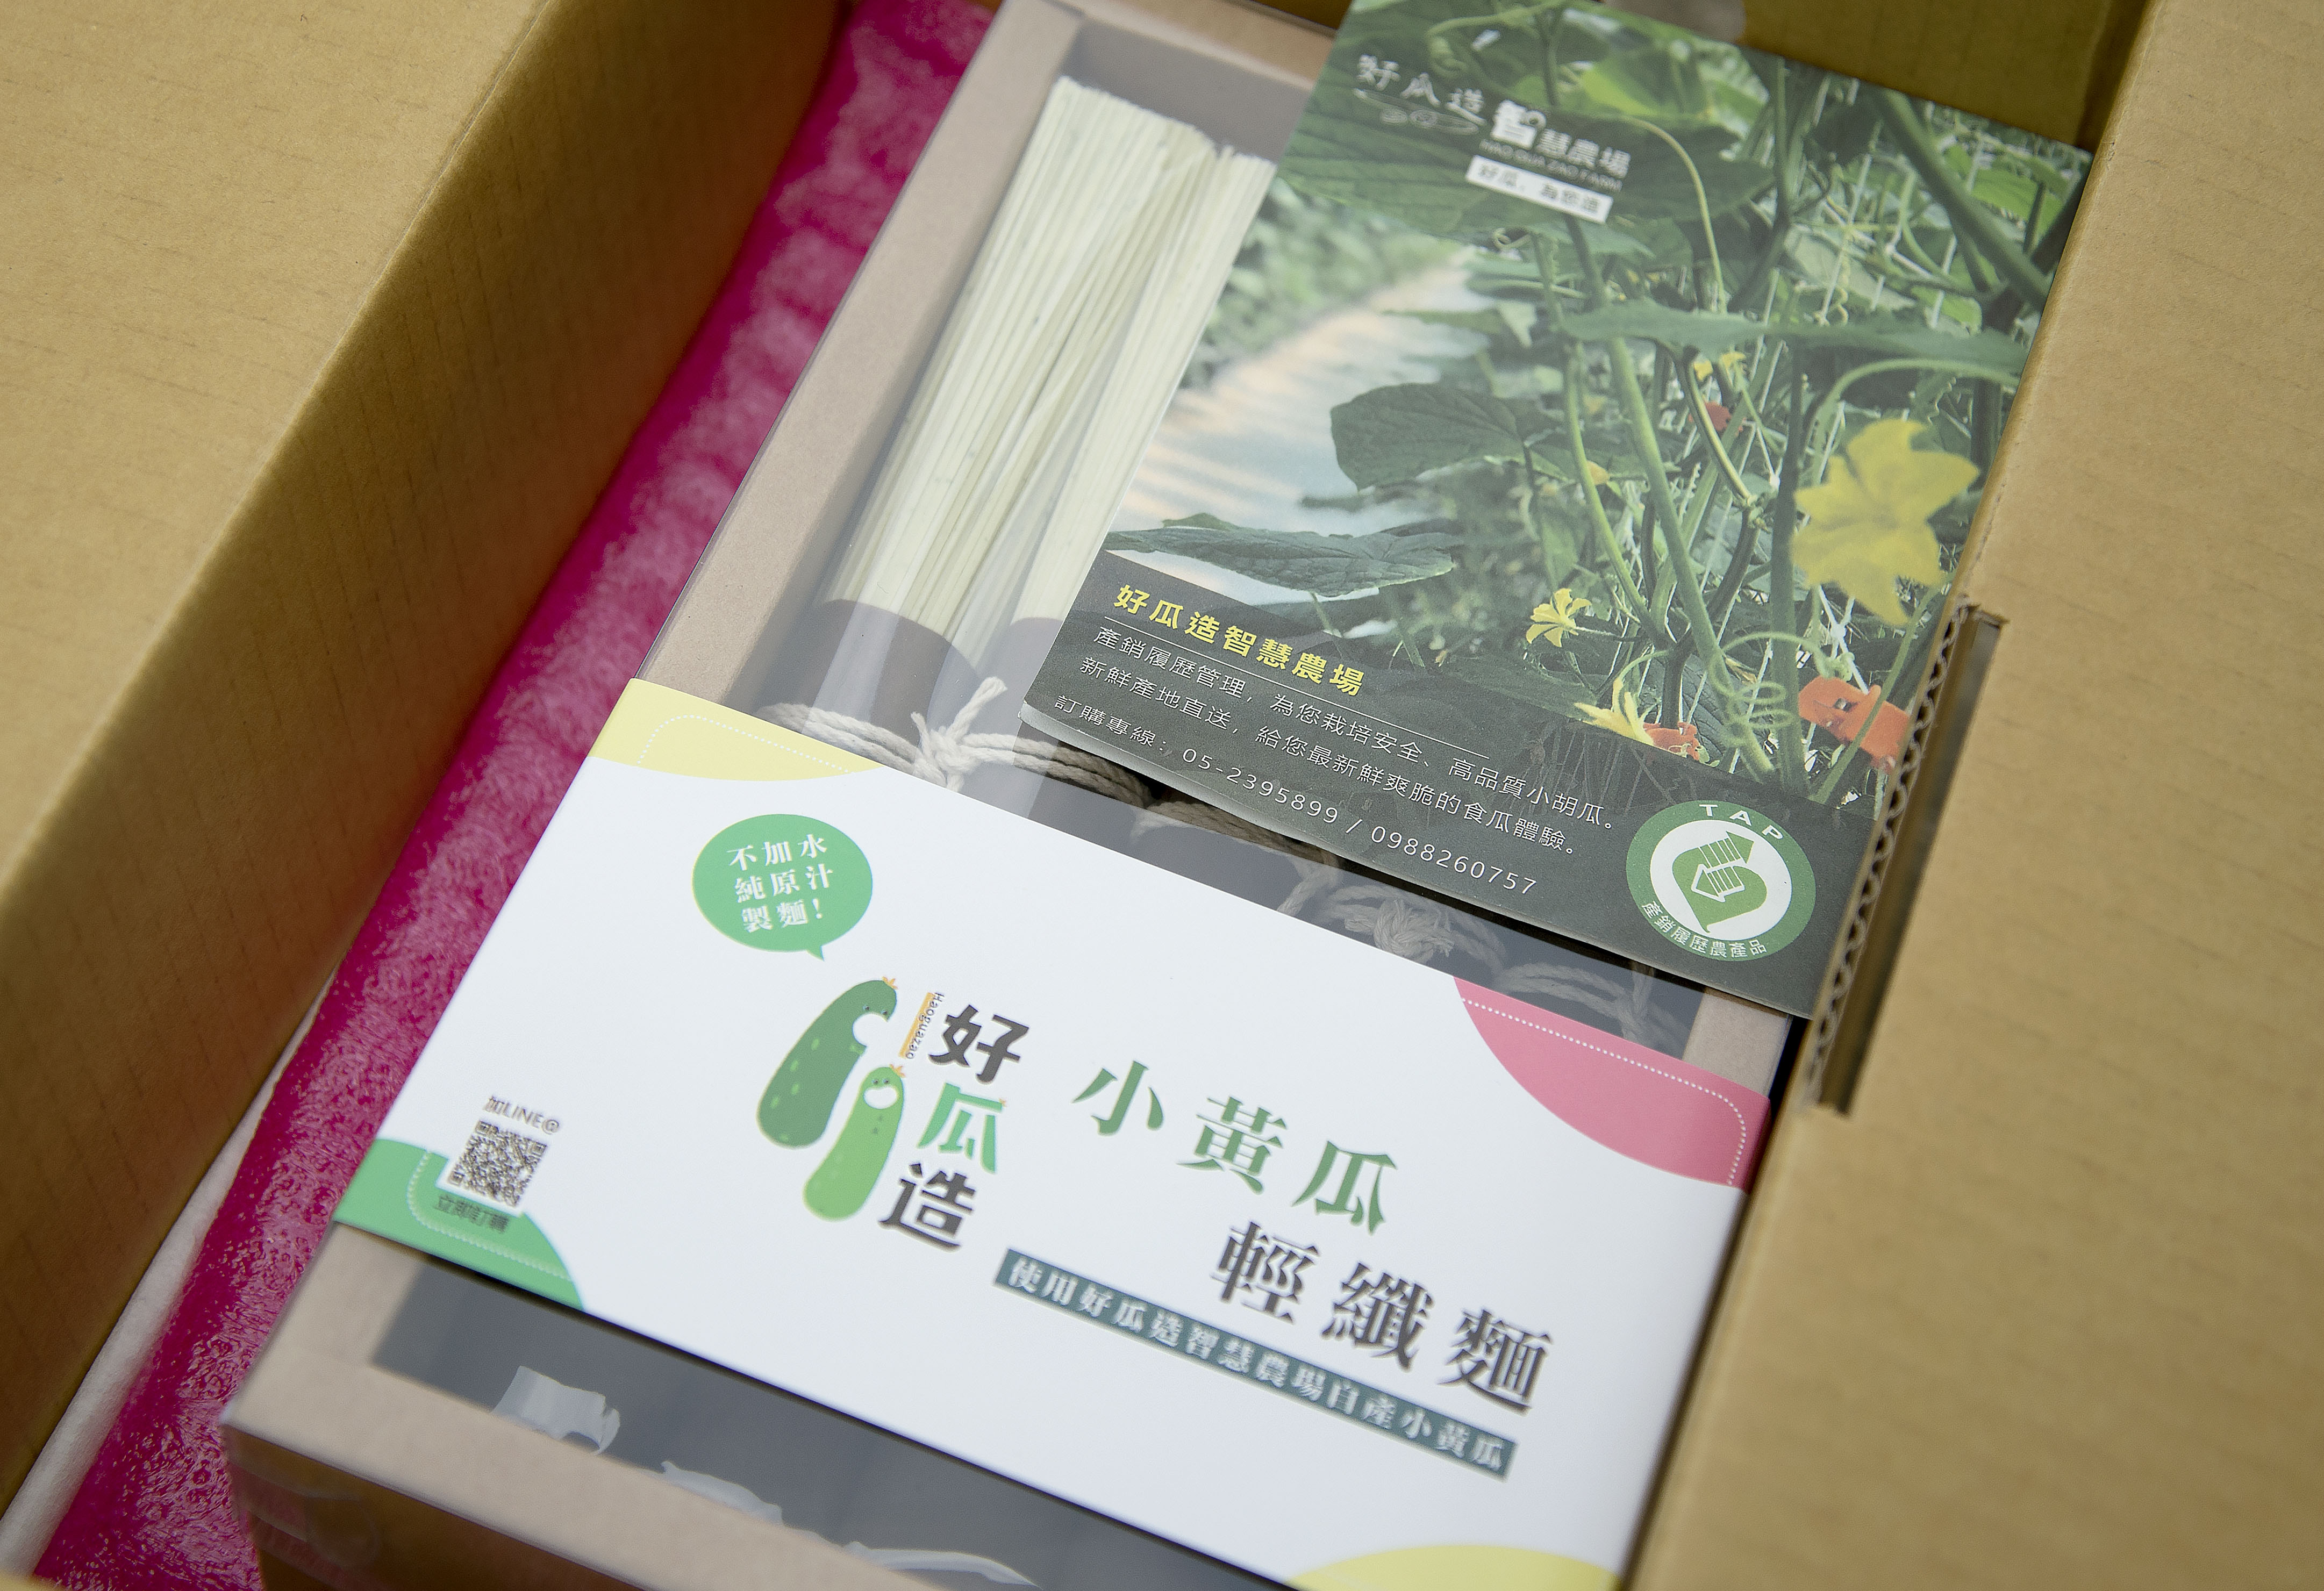 好瓜造
智慧農場
HAO GUA ZAO FARM
好瓜，為您造
好瓜造智慧農場
產銷履歷管理，為您栽培安全、高品質小胡瓜。
新鮮產地直送，給您最新鮮爽脆的食瓜體驗。
訂購專線：05-2395899 / 0988260757
TAP
產銷履歷農產品
不加水
純原汁
製麵！
Haoguazao
好瓜造
小黃瓜
輕纖麵
使用好瓜造智慧農場自產小黃瓜
加LINE@
立即訂購